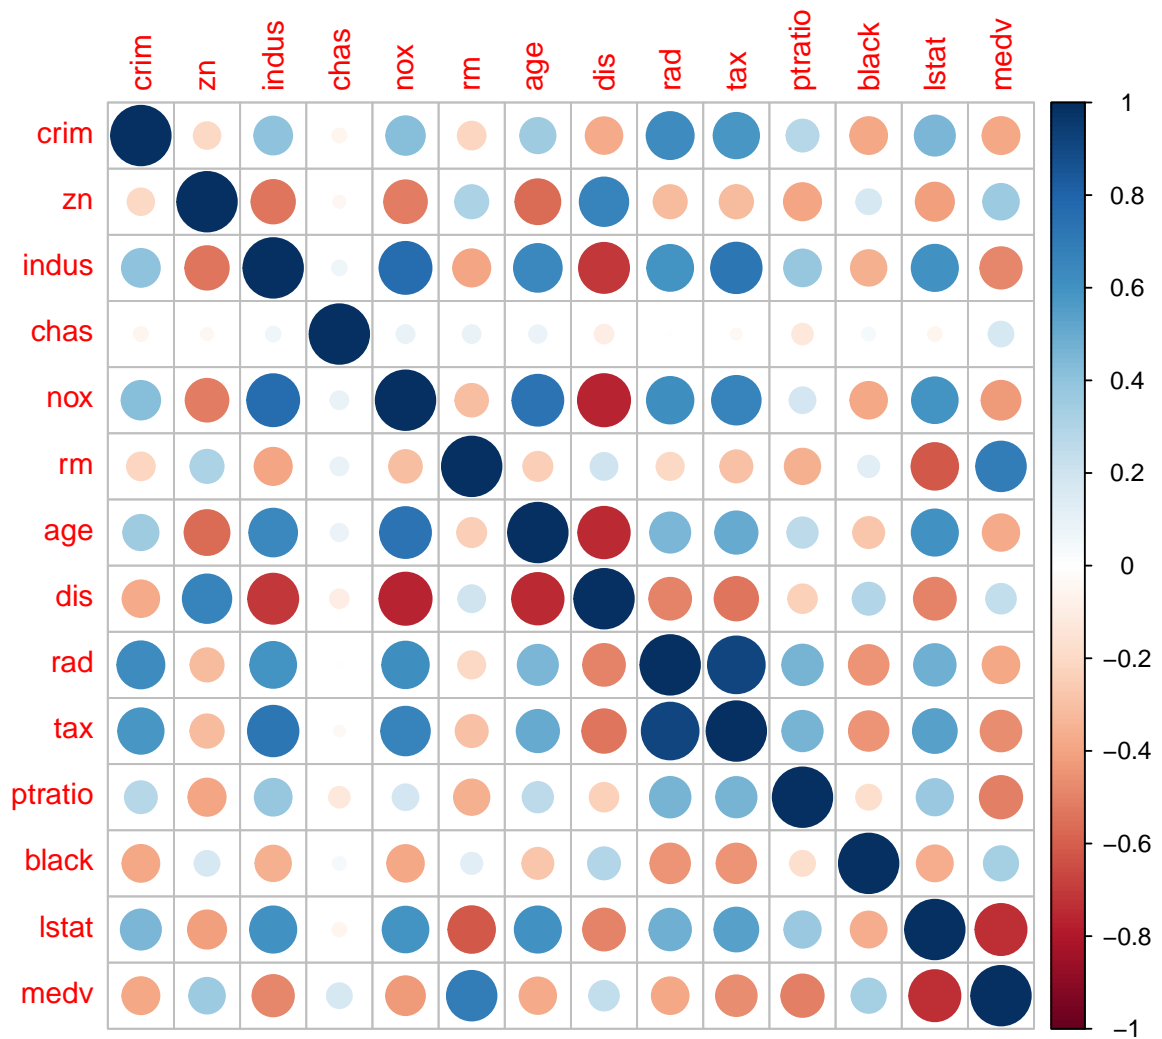 crim zn indus chas nox rm age dis rad tax ptratio black lstat medv
crim
zn
indus
chas
nox
rm
age
dis
rad
tax
ptratio
black
lstat
medv
1
0.8
0.6
0.4
0.2
0
−0.2
−0.4
−0.6
−0.8
−1